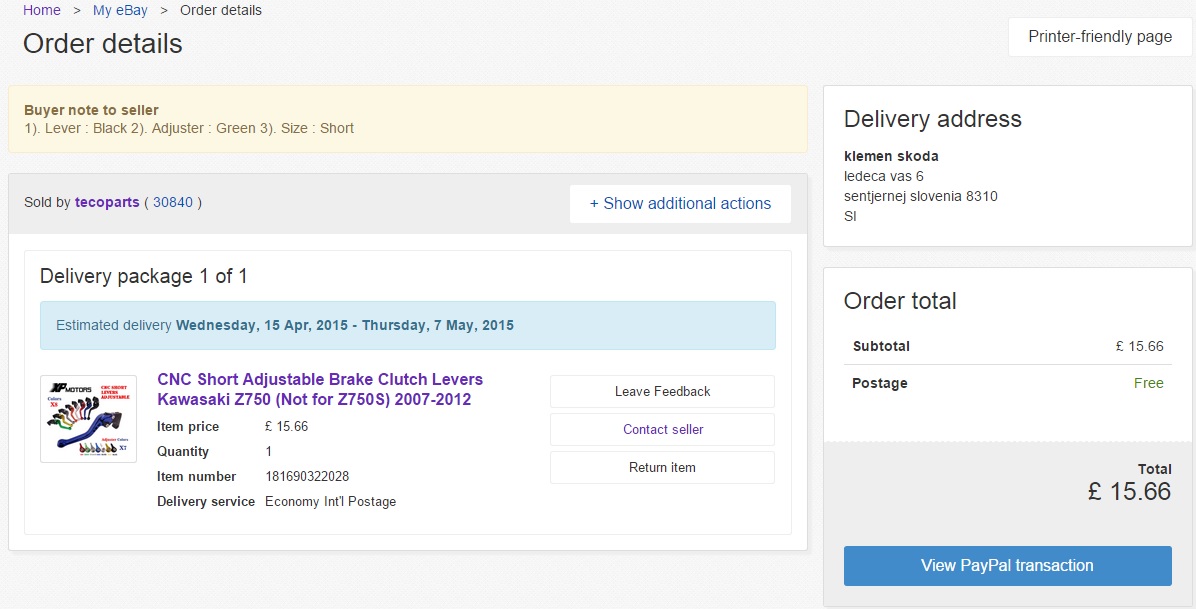 Home > My eBay > Order details
Order details
Printer-friendly page
Buyer note to seller
1). Lever : Black 2). Adjuster : Green 3). Size : Short
Sold by tecoparts ( 30840 )
+ Show additional actions
Delivery package 1 of 1
Estimated delivery Wednesday, 15 Apr, 2015 - Thursday, 7 May, 2015
XP MOTORS
CNC SHORT
LEVERS
ADJUSTABLE
Colors
X8
Adjuster Colors
X7
CNC Short Adjustable Brake Clutch Levers
Kawasaki Z750 (Not for Z750S) 2007-2012
Item price £ 15.66
Quantity 1
Item number 181690322028
Delivery service Economy Int'l Postage
Leave Feedback
Contact seller
Return item
Delivery address
klemen skoda
ledeca vas 6
sentjernej slovenia 8310
SI
Order total
Subtotal £ 15.66
Postage Free
Total
£ 15.66
View PayPal transaction